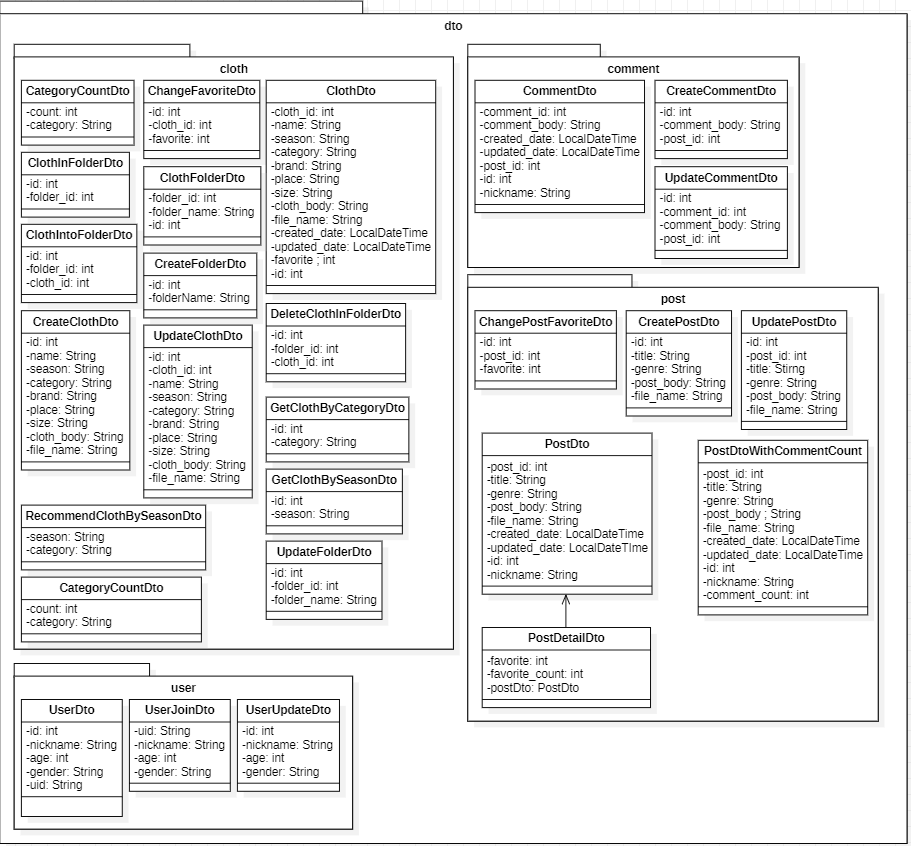 dto
cloth
CategoryCountDto
-count: int
-category: String
ClothInFolderDto
-id: int
-folder_id: int
ClothIntoFolderDto
-id: int
-folder_id: int
-cloth_id: int
CreateClothDto
-id: int
-name: String
-season: String
-category: String
-brand: String
-place: String
-size: String
-cloth_body: String
-file_name: String
ChangeFavoriteDto
-id: int
-cloth_id: int
-favorite: int
ClothFolderDto
-folder_id: int
-folder_name: String
-id: int
CreateFolderDto
-id: int
-folderName: String
UpdateClothDto
-id: int
-cloth_id: int
-name: String
-season: String
-category: String
-brand: String
-place: String
-size: String
-cloth_body: String
-file_name: String
ClothDto
-cloth_id: int
-name: String
-season: String
-category: String
-brand: String
-place: String
-size: String
-cloth_body: String
-file_name: String
-created_date: LocalDateTime
-updated_date: LocalDateTime
-favorite ; int
-id: int
DeleteClothInFolderDto
-id: int
-folder_id: int
-cloth_id: int
GetClothByCategoryDto
-id: int
-category: String
GetClothBySeasonDto
-id: int
-season: String
UpdateFolderDto
-id: int
-folder_id: int
-folder_name: String
RecommendClothBySeasonDto
-season: String
-category: String
CategoryCountDto
-count: int
-category: String
user
UserDto
-id: int
-nickname: String
-age: int
-gender: String
-uid: String
UserJoinDto
-uid: String
-nickname: String
-age: int
-gender: String
UserUpdateDto
-id: int
-nickname: String
-age: int
-gender: String
comment
CommentDto
-comment_id: int
-comment_body: String
-created_date: LocalDateTime
-updated_date: LocalDateTime
-post_id: int
-id: int
-nickname: String
CreateCommentDto
-id: int
-comment_body: String
-post_id: int
UpdateCommentDto
-id: int
-comment_id: int
-comment_body: String
-post_id: int
post
ChangePostFavoriteDto
-id: int
-post_id: int
-favorite: int
CreatePostDto
-id: int
-title: String
-genre: String
-post_body: String
-file_name: String
UpdatePostDto
-id: int
-post_id: int
-title: String
-genre: String
-post_body: String
-file_name: String
PostDto
-post_id: int
-title: String
-genre: String
-post_body: String
-file_name: String
-created_date: LocalDateTime
-updated_date: LocalDateTIme
-id: int
-nickname: String
PostDtoWithCommentCount
-post_id: int
-title: String
-genre: String
-post_body ; String
-file_name: String
-created_date: LocalDateTime
-updated_date: LocalDateTime
-id: int
-nickname: String
-comment_count: int
PostDetailDto
-favorite: int
-favorite_count: int
-postDto: PostDto